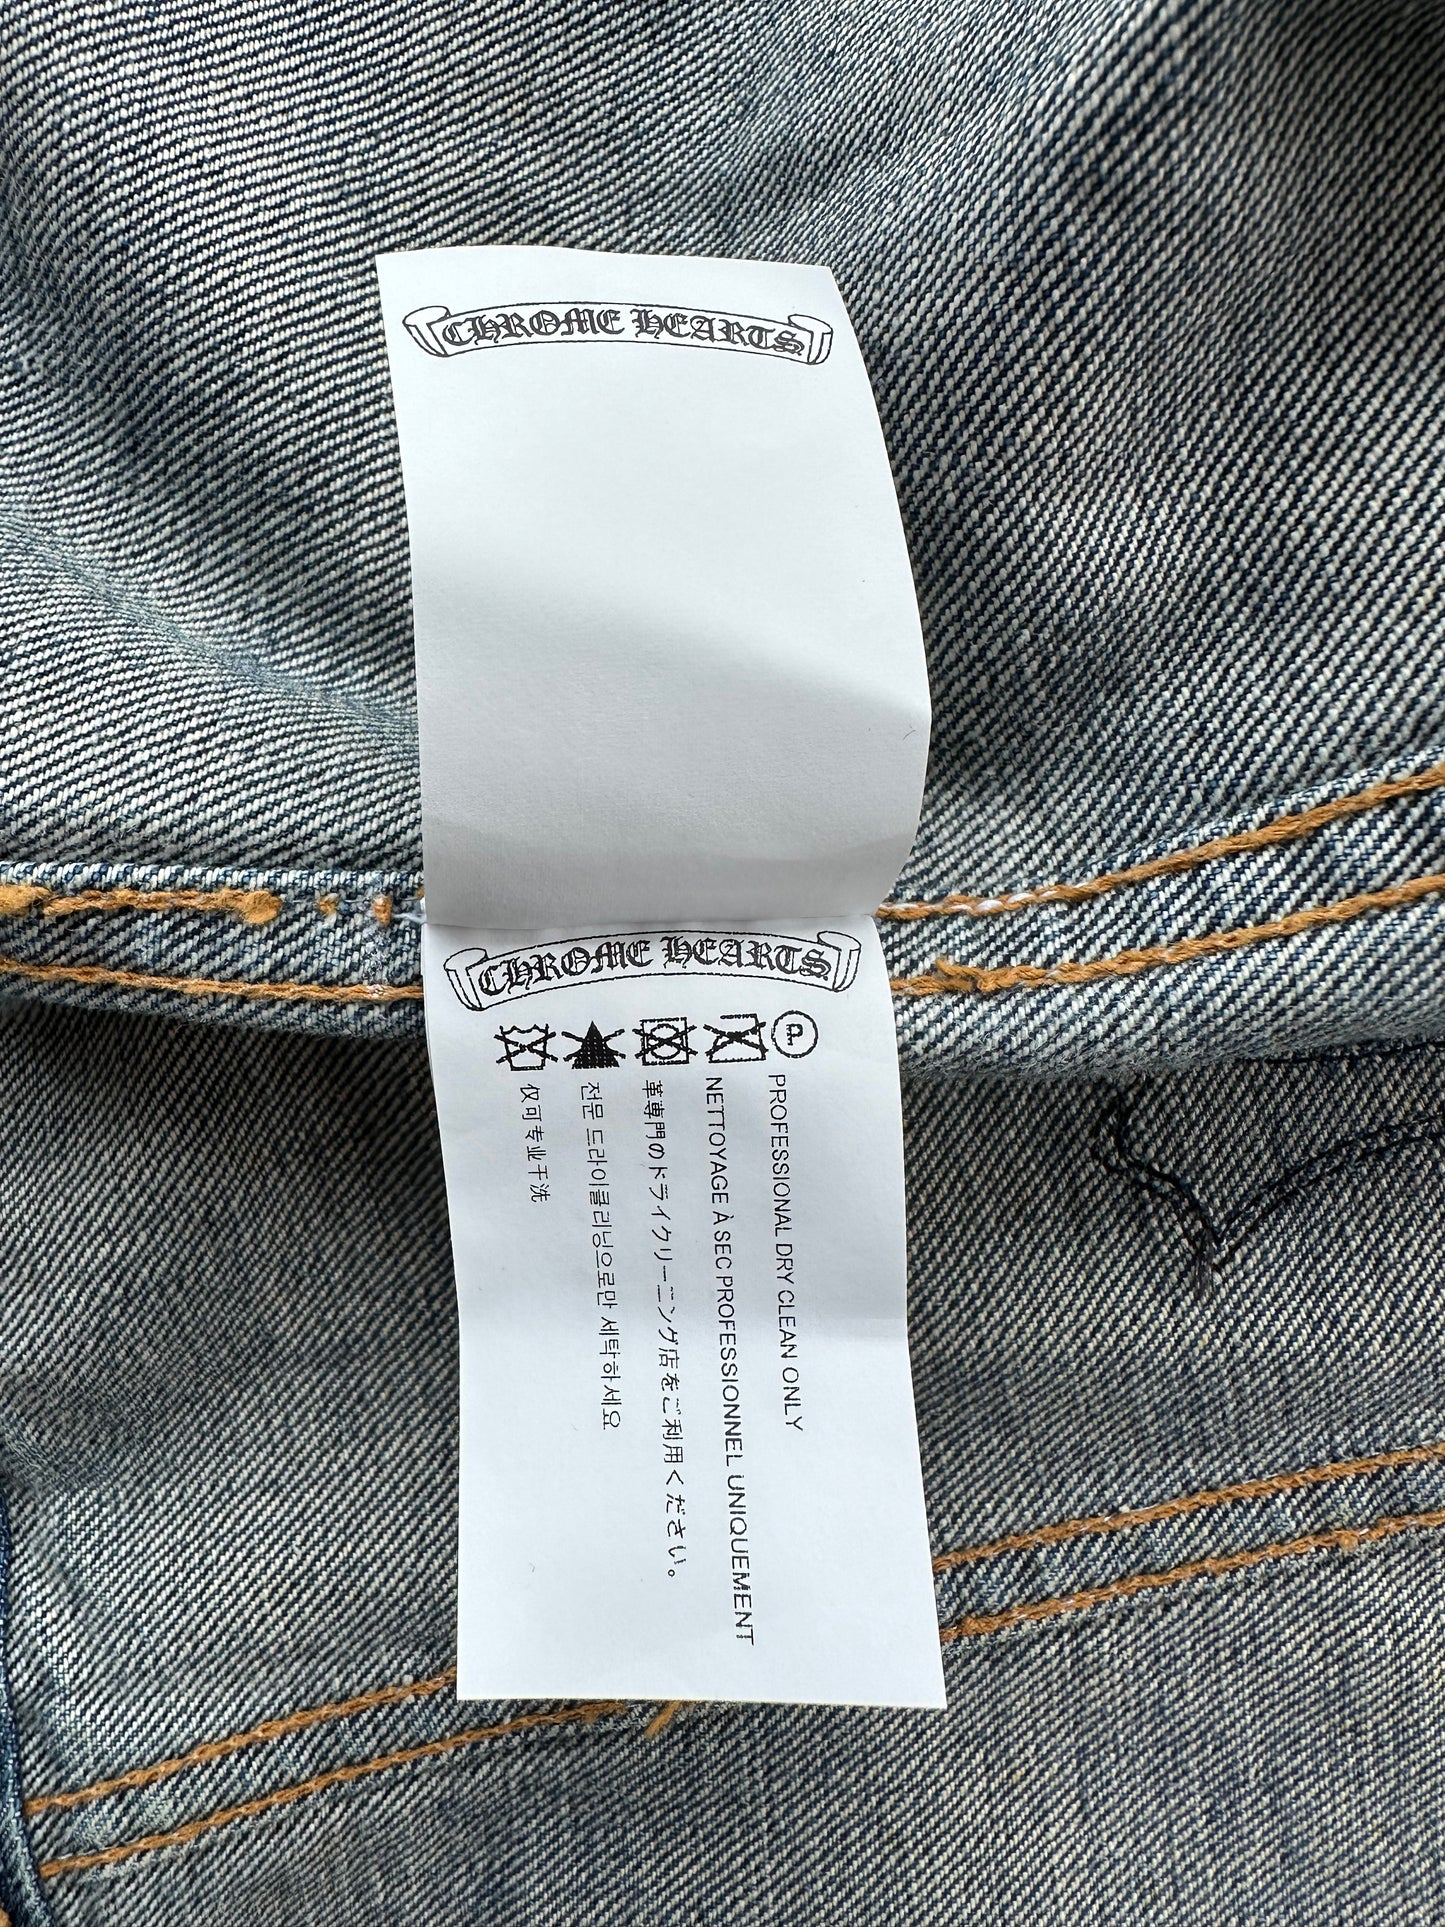 CHROME HEARTS
CHROME HEARTS
PROFESSIONAL DRY CLEAN ONLY
NETTOYAGE À SEC PROFESSIONNEL UNIQUEMENT
革専門のドライクリーニング店をご利用ください。
전문 드라이클리닝으로만 세탁하세요
仅可专业干洗